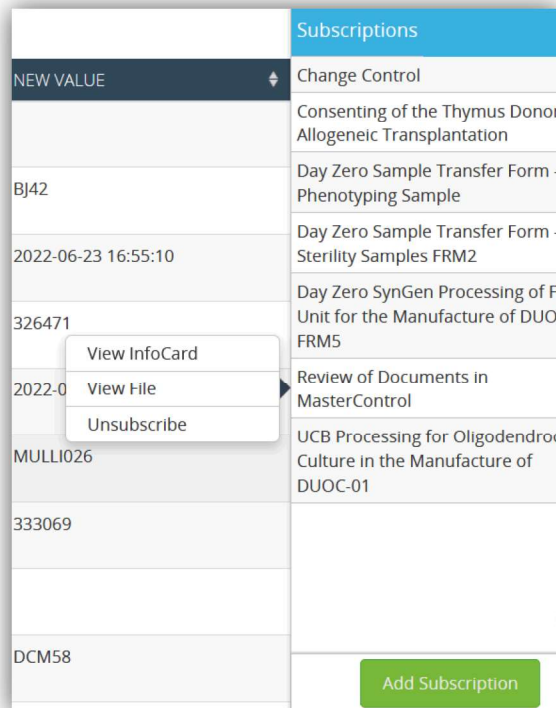 Subscriptions
NEW VALUE
Change Control
Consenting of the Thymus Donor
Allogeneic Transplantation
Day Zero Sample Transfer Form -
Phenotyping Sample
BJ42
Day Zero Sample Transfer Form -
Sterility Samples FRM2
2022-06-23 16:55:10
Day Zero SynGen Processing of
Unit for the Manufacture of
FRM5
326471
View InfoCard
View File
Unsubscribe
2022-0
Review of Documents in
MasterControl
MULLI026
UCB Processing for
Culture in the Manufacture of
DUOC-01
333069
DCM58
Add Subscription